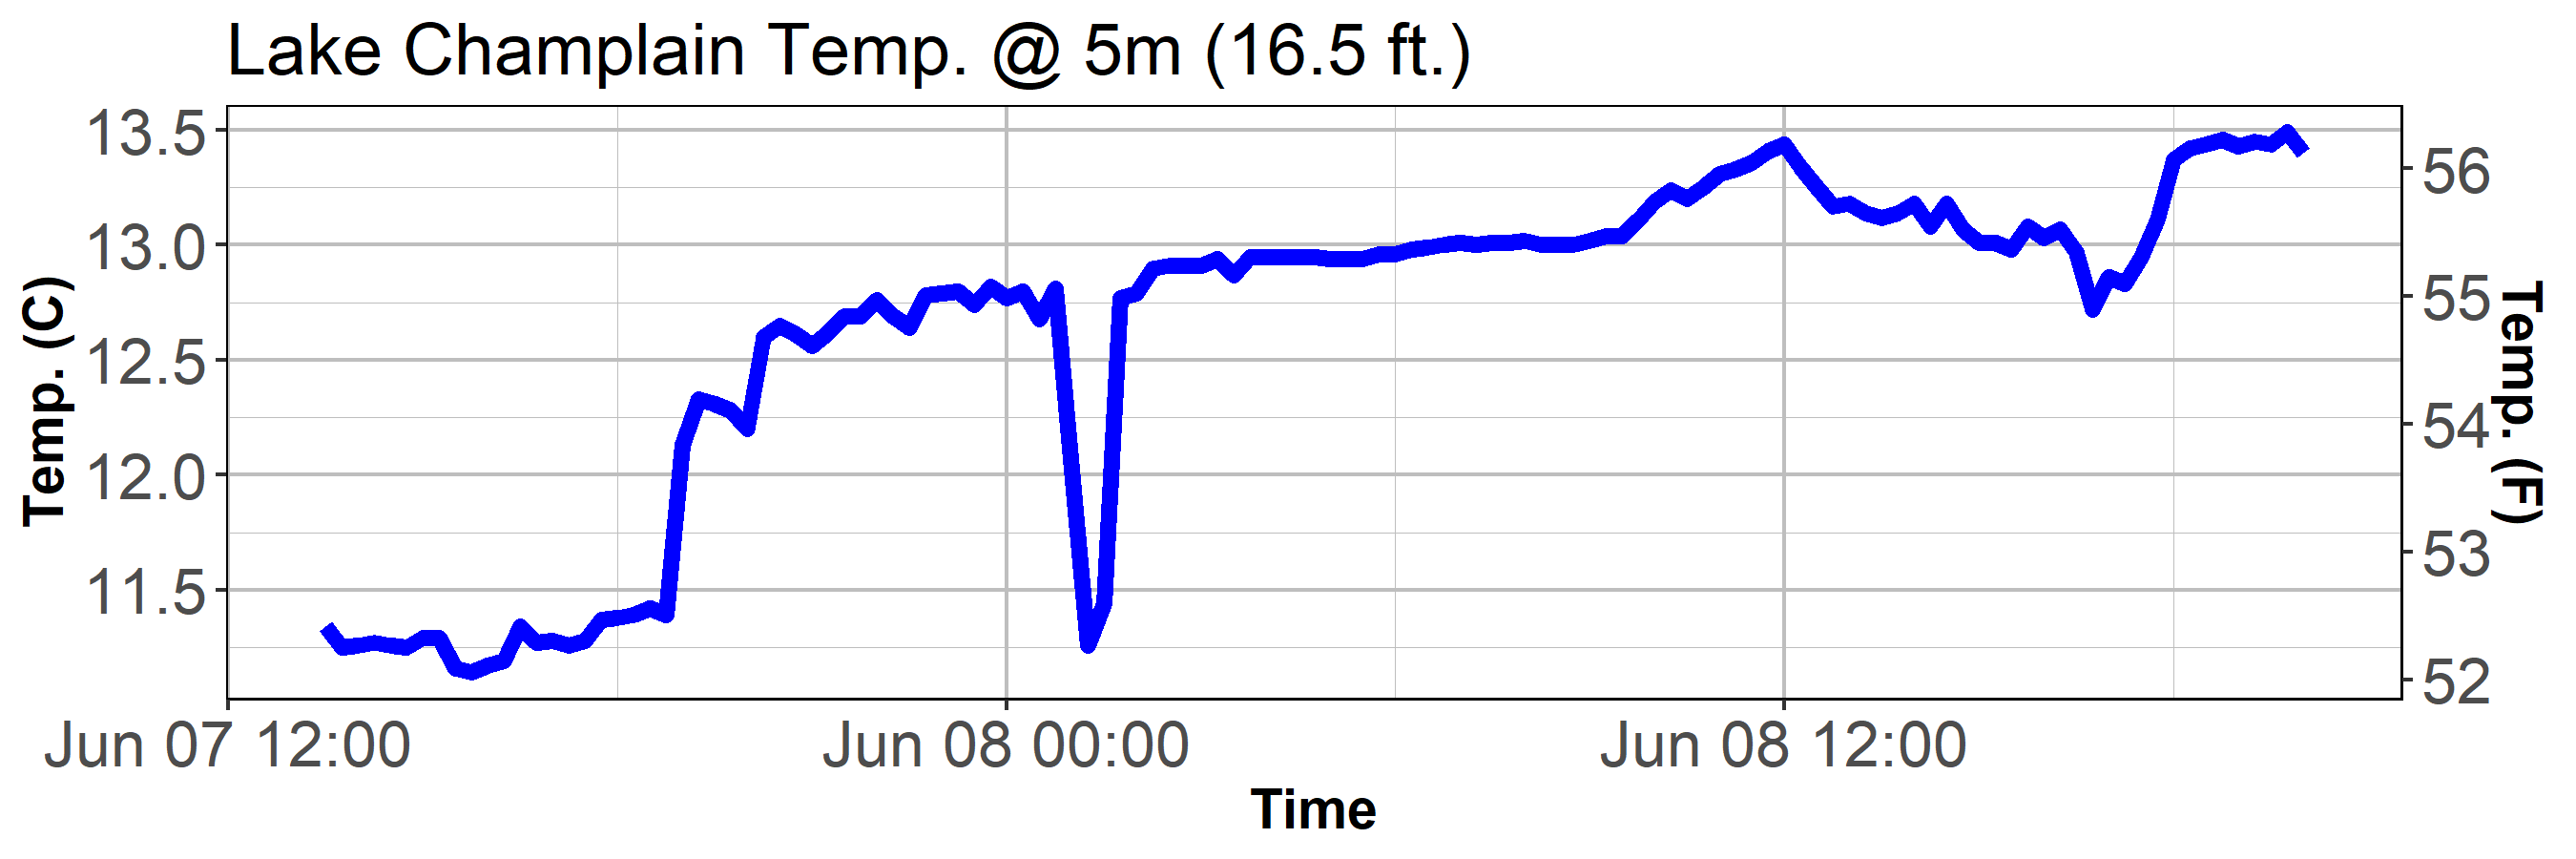 Lake Champlain Temp. @ 5m (16.5 ft.)
13.5
13.0
12.5
12.0
11.5
Temp. (C)
56
55
54
53
52
Temp. (F)
Jun 07 12:00
Jun 08 00:00
Jun 08 12:00
Time